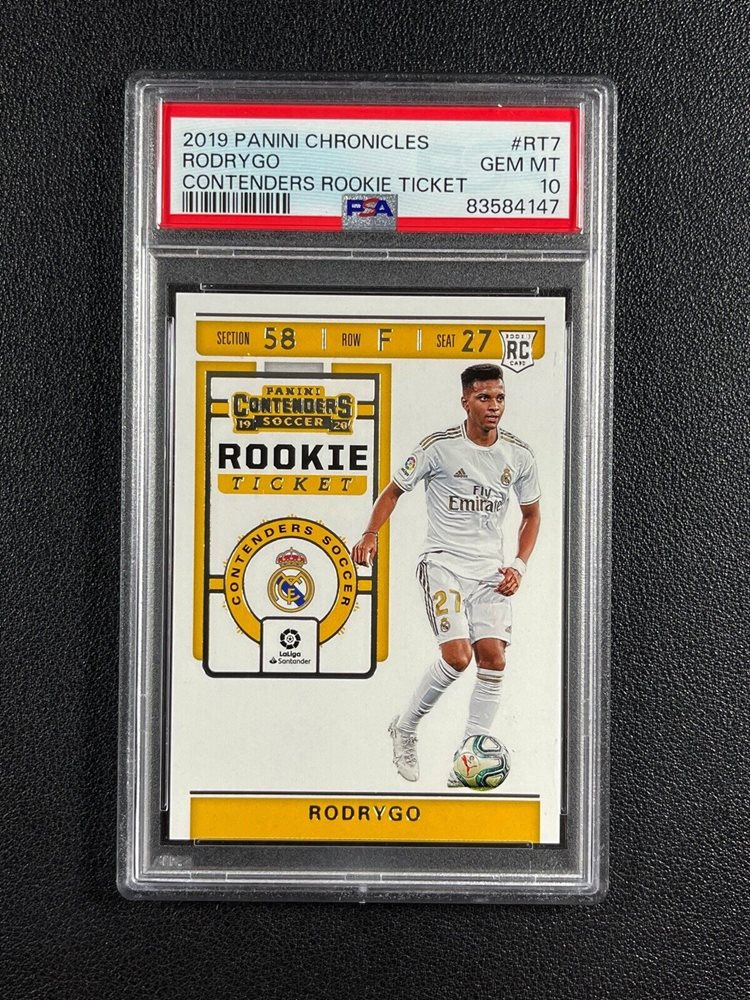 2019 PANINI CHRONICLES #RT7
RODRYGO GEM MT
CONTENDERS ROOKIE TICKET 10
PSA 83584147
SECTION 58 ROW F SEAT 27
ROOKIE
RC
CARD
PANINI
CONTENDERS
19 SOCCER 20
ROOKIE
TICKET
CONTENDERS SOCCER
LaLiga
Santander
adidas
Fly
Emirates
27
RODRYGO